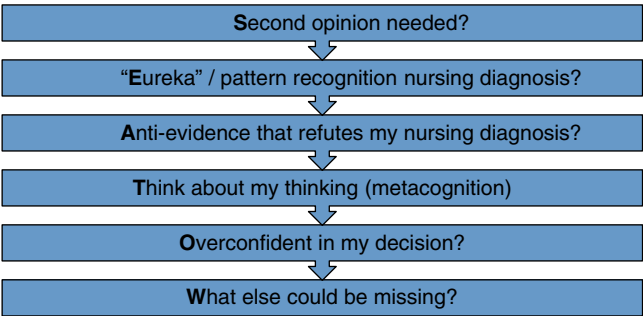 Second opinion needed?
“Eureka” / pattern recognition nursing diagnosis?
Anti-evidence that refutes my nursing diagnosis?
Think about my thinking (metacognition)
Overconfident in my decision?
What else could be missing?